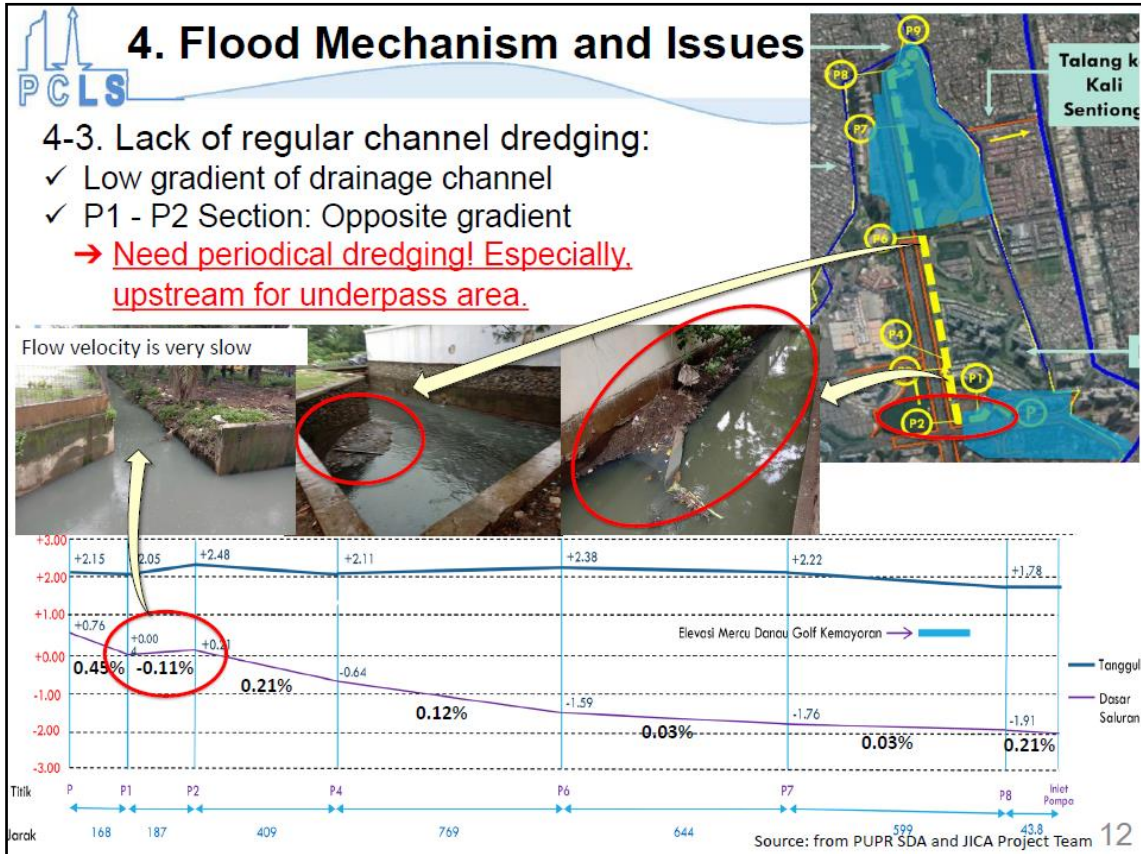 PCLS
4. Flood Mechanism and Issues
4-3. Lack of regular channel dredging:
✓ Low gradient of drainage channel
✓ P1 - P2 Section: Opposite gradient
➔ Need periodical dredging! Especially,
upstream for underpass area.
P9
P8
P7
Talang k
Kali
Sentiong
P6
P4
P1
P2
P
Flow velocity is very slow
+3.00
+2.00
+1.00
+0.00
-1.00
-2.00
-3.00
+2.15
2.05
+2.48
+2.11
+2.38
+2.22
+1.78
+0.76
+0.00
4
+0.21
-0.64
-1.59
-1.76
-1.91
0.45%
-0.11%
0.21%
0.12%
0.03%
0.03%
0.21%
Elevasi Mercu Danau Golf Kemayoran
Tanggul
Dasar
Saluran
Titik P P1 P2 P4 P6 P7 P8 Inlet
Pompa
Jarak 168 187 409 769 644 599 43.8
Source: from PUPR SDA and JICA Project Team 12